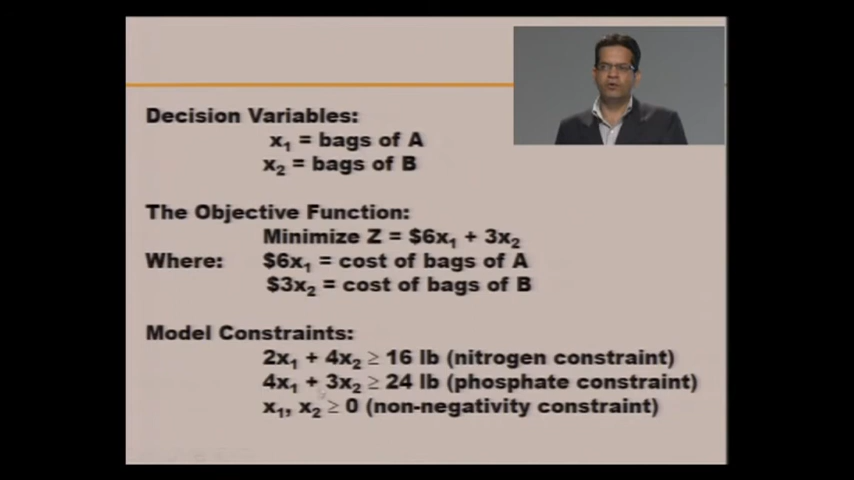 Decision Variables:
x₁ = bags of A
x₂ = bags of B
The Objective Function:
Minimize Z = $6x₁ + 3x₂
Where: $6x₁ = cost of bags of A
$3x₂ = cost of bags of B
Model Constraints:
2x₁ + 4x₂ ≥ 16 lb (nitrogen constraint)
4x₁ + 3x₂ ≥ 24 lb (phosphate constraint)
x₁, x₂ ≥ 0 (non-negativity constraint)